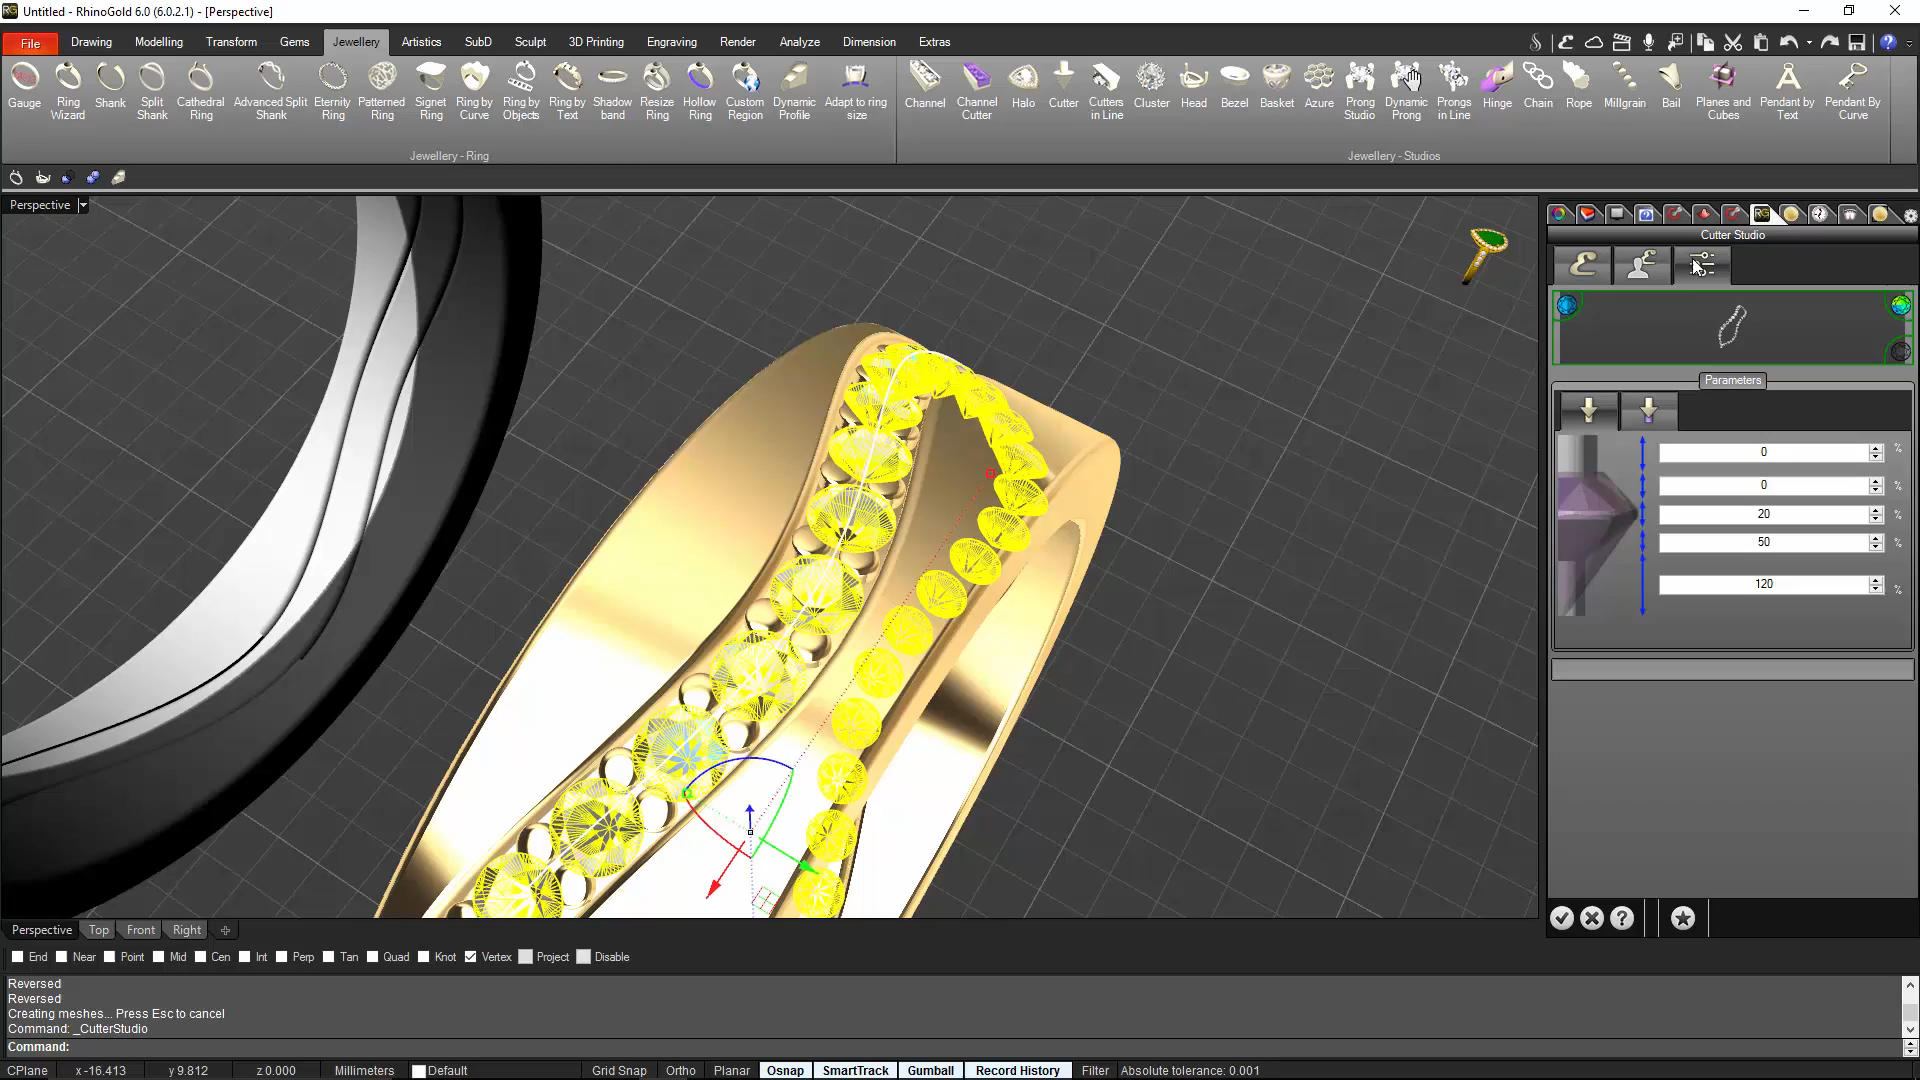 Untitled - RhinoGold 6.0 (6.0.2.1) - [Perspective]
File Drawing Modelling Transform Gems Jewellery Artistics SubD Sculpt 3D Printing Engraving Render Analyze Dimension Extras
Gauge
Ring Wizard
Shank
Split Shank
Cathedral Ring
Advanced Split Shank
Eternity Ring
Patterned Ring
Signet Ring
Ring by Curve
Ring by Objects
Ring by Text
Shadow band
Resize Ring
Hollow Ring
Custom Region
Dynamic Profile
Adapt to ring size
Channel
Channel Cutter
Halo
Cutter
Cutters in Line
Cluster
Head
Bezel
Basket
Azure
Prong Studio
Dynamic Prong
Prongs in Line
Hinge
Chain
Rope
Millgrain
Bail
Planes and Cubes
Pendant by Text
Pendant By Curve
Jewellery - Ring
Jewellery - Studios
Perspective
Cutter Studio
Parameters
0 %
0 %
20 %
50 %
120 %
Perspective Top Front Right
End Near Point Mid Cen Int Perp Tan Quad Knot Vertex Project Disable
Reversed
Reversed
Creating meshes... Press Esc to cancel
Command: _CutterStudio
Command:
CPlane x -16.413 y 9.812 z 0.000 Millimeters Default Grid Snap Ortho Planar Osnap SmartTrack Gumball Record History Filter Absolute tolerance: 0.001